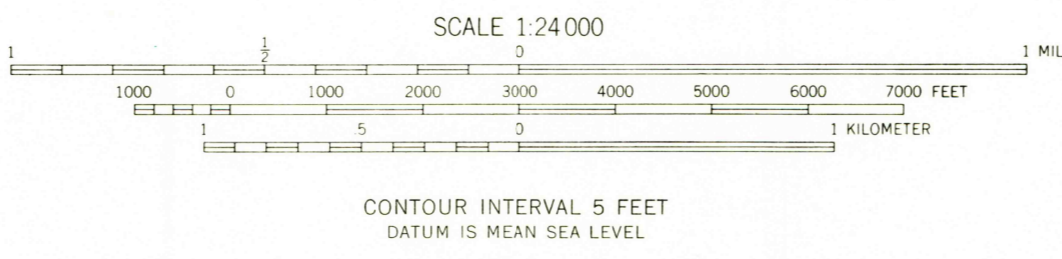 SCALE 1:24 000
1 1/2 0 1 MIL
1000 0 1000 2000 3000 4000 5000 6000 7000 FEET
1 .5 0 1 KILOMETER
CONTOUR INTERVAL 5 FEET
DATUM IS MEAN SEA LEVEL